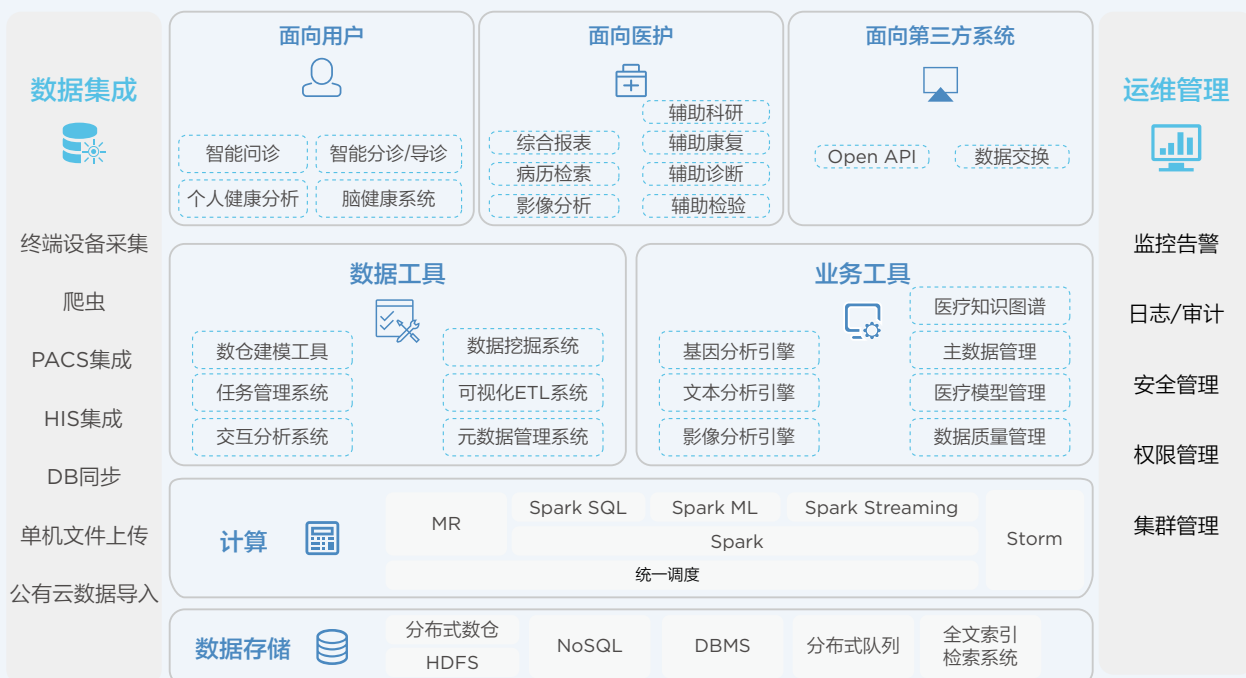 数据集成
终端设备采集
爬虫
PACS集成
HIS集成
DB同步
单机文件上传
公有云数据导入
面向用户
智能问诊
智能分诊/导诊
个人健康分析
脑健康系统
面向医护
综合报表
病历检索
影像分析
辅助科研
辅助康复
辅助诊断
辅助检验
面向第三方系统
Open API
数据交换
数据工具
数仓建模工具
任务管理系统
交互分析系统
数据挖掘系统
可视化ETL系统
元数据管理系统
业务工具
基因分析引擎
文本分析引擎
影像分析引擎
医疗知识图谱
主数据管理
医疗模型管理
数据质量管理
计算
MR
Spark SQL
Spark ML
Spark Streaming
Spark
统一调度
Storm
数据存储
分布式数仓
HDFS
NoSQL
DBMS
分布式队列
全文索引
检索系统
运维管理
监控告警
日志/审计
安全管理
权限管理
集群管理